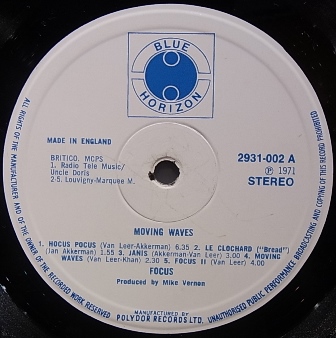 BLUE
HORIZON
MADE IN ENGLAND
BRITICO. MCPS
1. Radio Tele Music/
Uncle Doris
2-5. Louvigny-Marquee M.
2931-002 A
℗ 1971
STEREO
MOVING WAVES
1. HOCUS POCUS (Van Leer-Akkerman) 6.35 2. LE CLOCHARD ("Bread")
(Jan Akkerman) 1.55 3. JANIS (Akkerman-Van Leer) 3.00 4. MOVING
WAVES (Van Leer-Khan) 2.30 5. FOCUS II (Van Leer) 4.00
FOCUS
Produced by Mike Vernon
MANUFACTURED BY
POLYDOR RECORDS LTD.
ALL RIGHTS OF THE MANUFACTURER AND OF THE OWNER OF THE RECORDED WORK RESERVED
UNAUTHORISED PUBLIC PERFORMANCE BROADCASTING AND COPYING OF THIS RECORD PROHIBITED